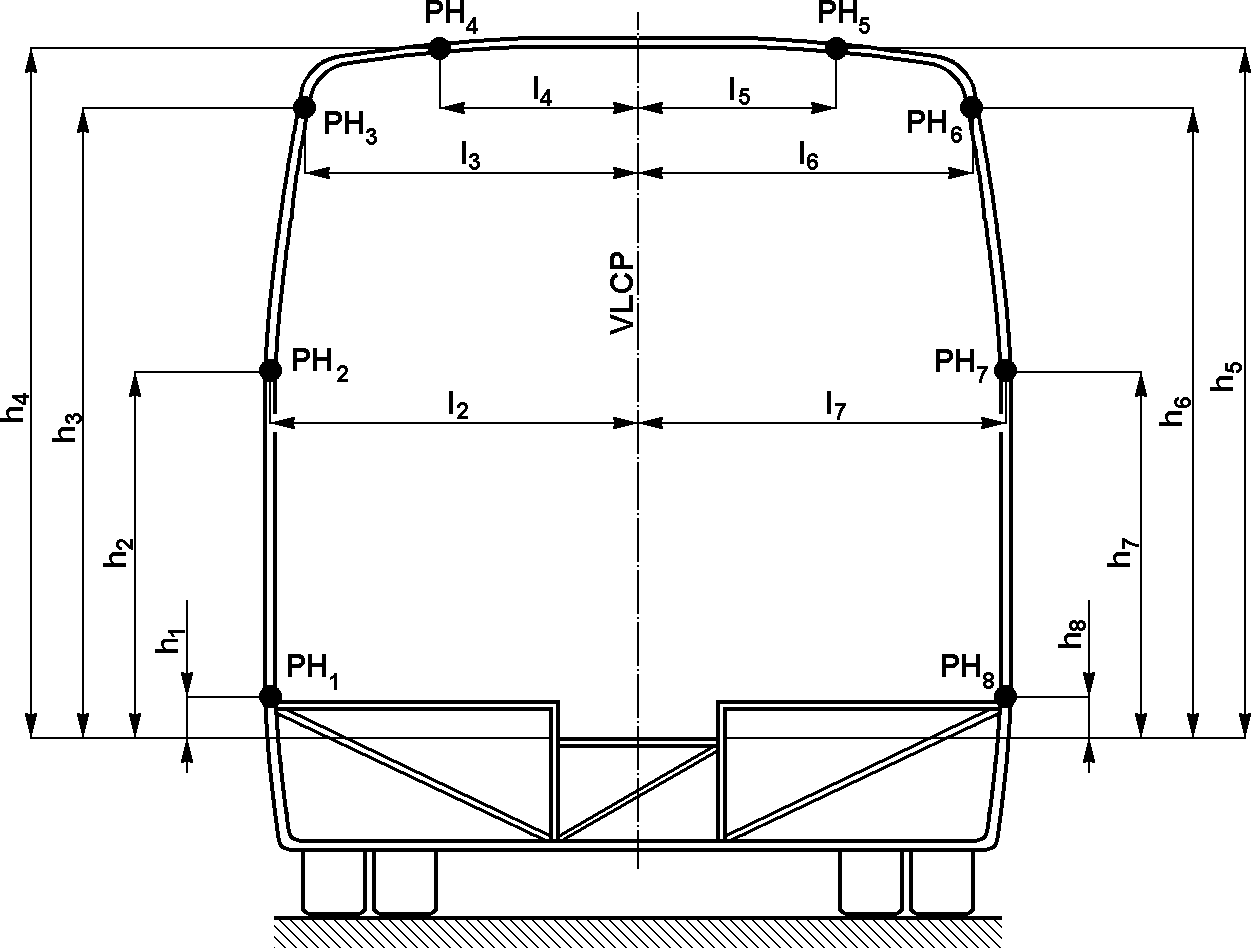 PH₄ PH₅
l₄ l₅
PH₃ PH₆
l₃ l₆
VLCP
PH₂ PH₇
h₄ h₃ l₂ l₇ h₆ h₅
h₂ h₇
h₁ h₈
PH₁ PH₈